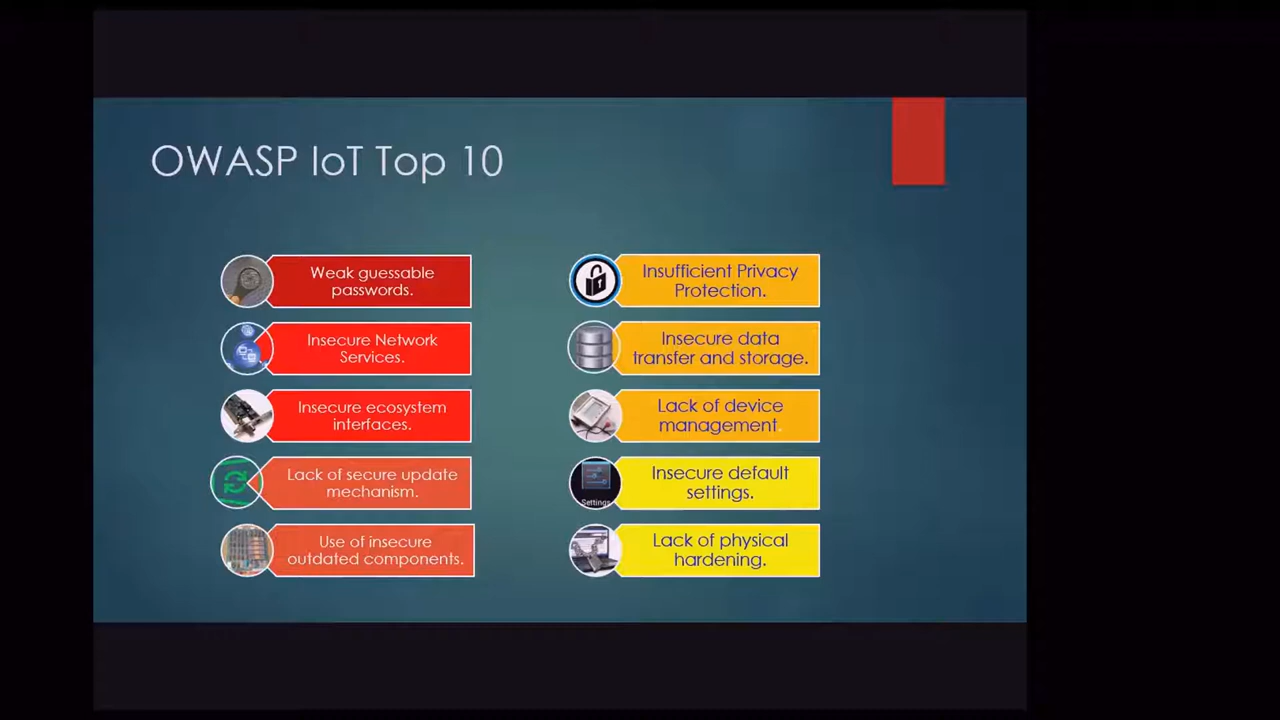 OWASP IoT Top 10
Weak guessable
passwords.
Insecure Network
Services.
Insecure ecosystem
interfaces.
Lack of secure update
mechanism.
Use of insecure
outdated components.
Insufficient Privacy
Protection.
Insecure data
transfer and storage.
Lack of device
management.
Insecure default
settings.
Settings
Lack of physical
hardening.